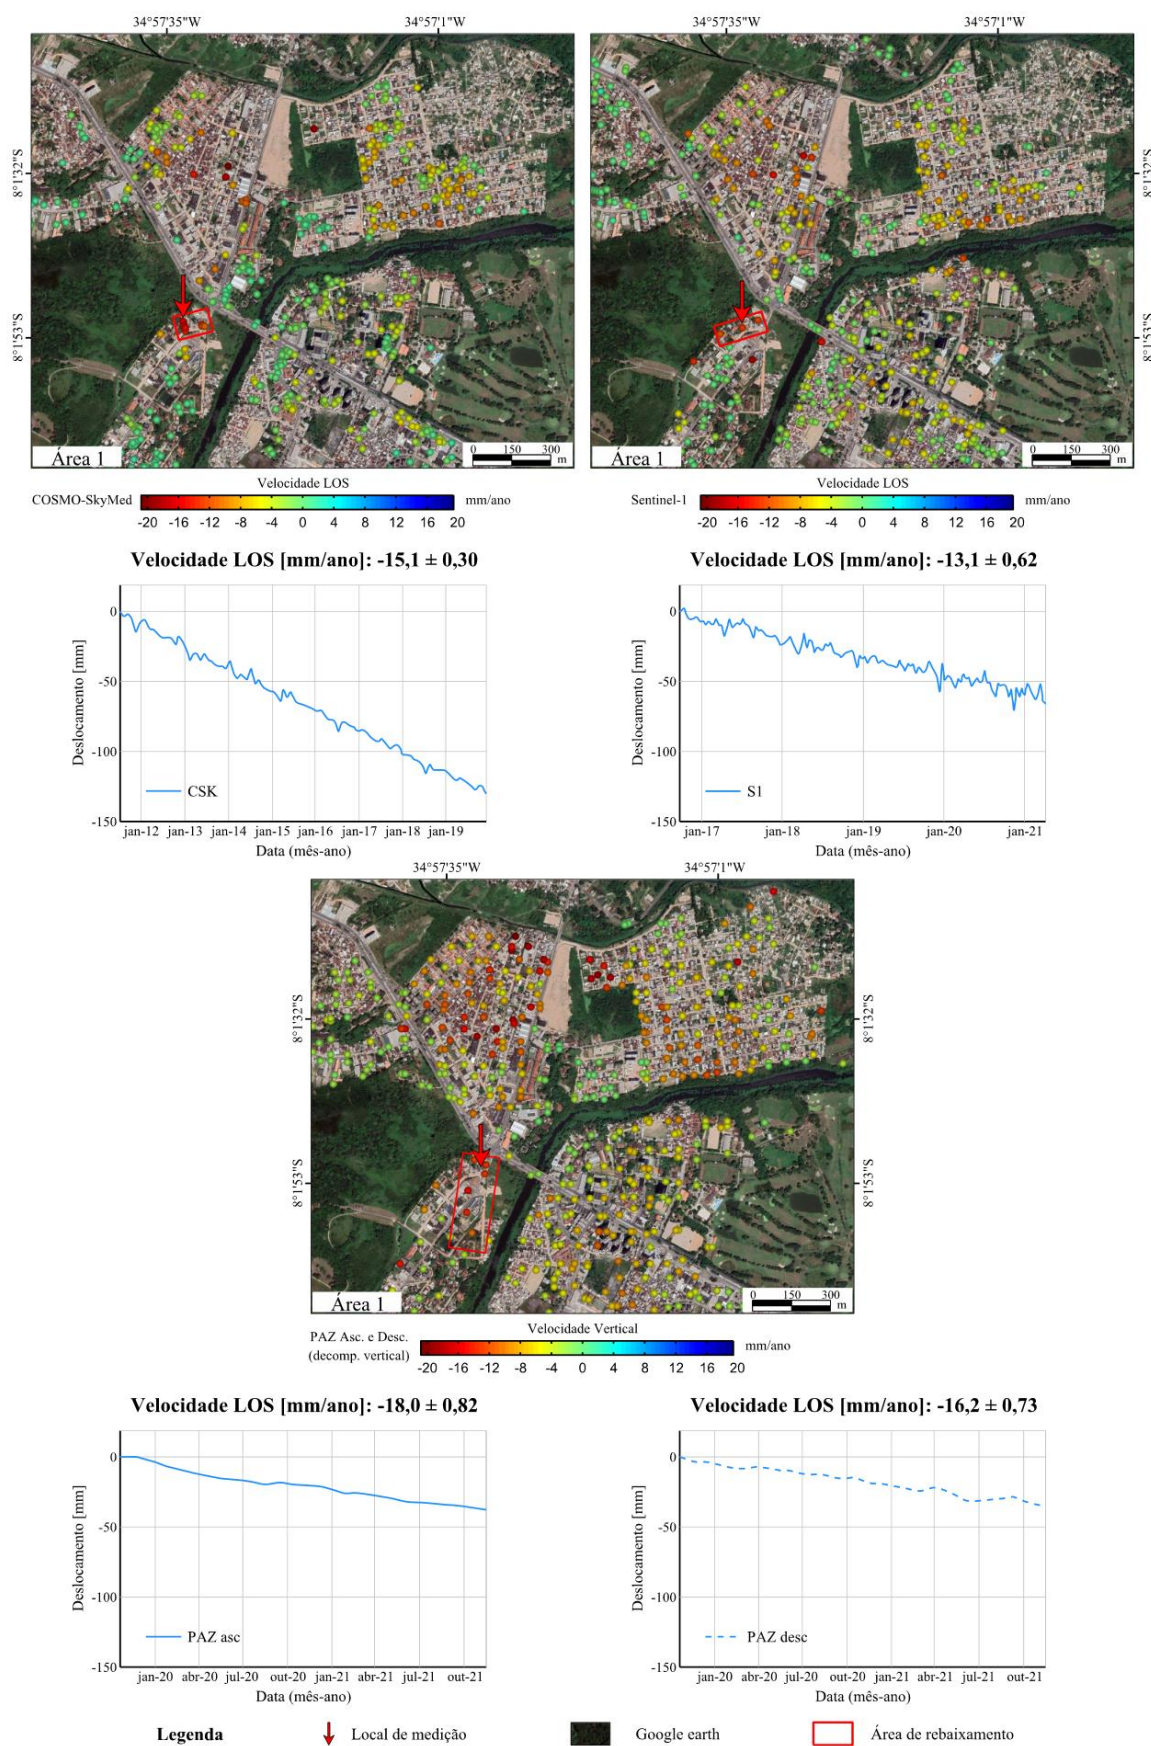 34°57'35"W 34°57'1"W 34°57'35"W 34°57'1"W
8°1'32"S 8°1'32"S 8°1'32"S
8°1'53"S 8°1'53"S 8°1'53"S
Área 1 0 150 300 m Área 1 0 150 300 m
Velocidade LOS Velocidade LOS
COSMO-SkyMed mm/ano Sentinel-1 mm/ano
-20 -16 -12 -8 -4 0 4 8 12 16 20 -20 -16 -12 -8 -4 0 4 8 12 16 20
Velocidade LOS [mm/ano]: -15,1 ± 0,30 Velocidade LOS [mm/ano]: -13,1 ± 0,62
Deslocamento [mm]
0
-50
-100
-150
CSK
jan-12 jan-13 jan-14 jan-15 jan-16 jan-17 jan-18 jan-19
Data (mês-ano)
Deslocamento [mm]
0
-50
-100
-150
S1
jan-17 jan-18 jan-19 jan-20 jan-21
Data (mês-ano)
34°57'35"W 34°57'1"W
8°1'32"S 8°1'32"S
8°1'53"S 8°1'53"S
Área 1 0 150 300 m
Velocidade Vertical
PAZ Asc. e Desc. mm/ano
(decomp. vertical)
-20 -16 -12 -8 -4 0 4 8 12 16 20
Velocidade LOS [mm/ano]: -18,0 ± 0,82 Velocidade LOS [mm/ano]: -16,2 ± 0,73
Deslocamento [mm]
0
-50
-100
-150
PAZ asc
jan-20 abr-20 jul-20 out-20 jan-21 abr-21 jul-21 out-21
Data (mês-ano)
Deslocamento [mm]
0
-50
-100
-150
PAZ desc
jan-20 abr-20 jul-20 out-20 jan-21 abr-21 jul-21 out-21
Data (mês-ano)
Legenda Local de medição Google earth Área de rebaixamento